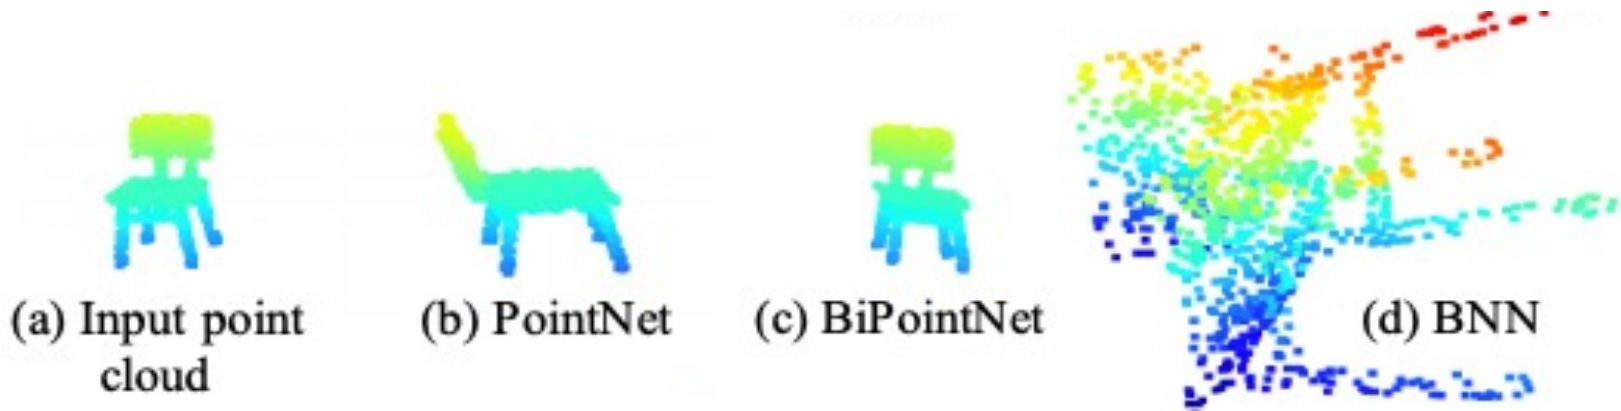 (a) Input point
cloud
(b) PointNet
(c) BiPointNet
(d) BNN